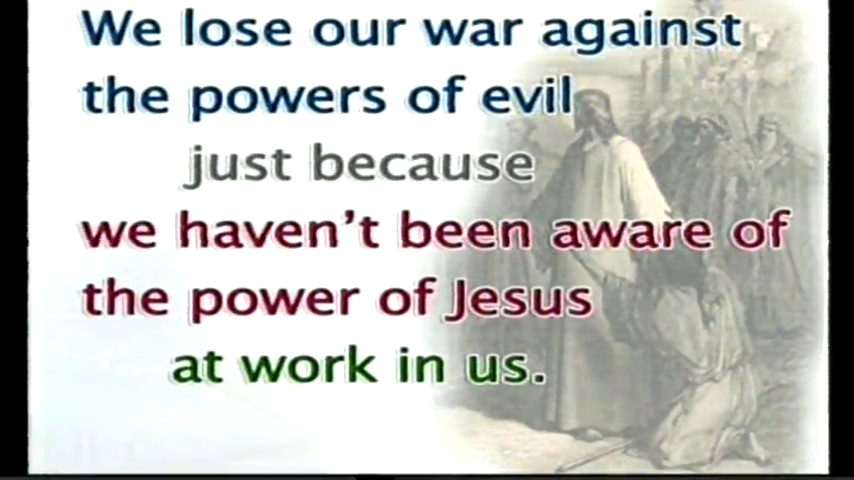 We lose our war against
the powers of evil
just because
we haven't been aware of
the power of Jesus
at work in us.